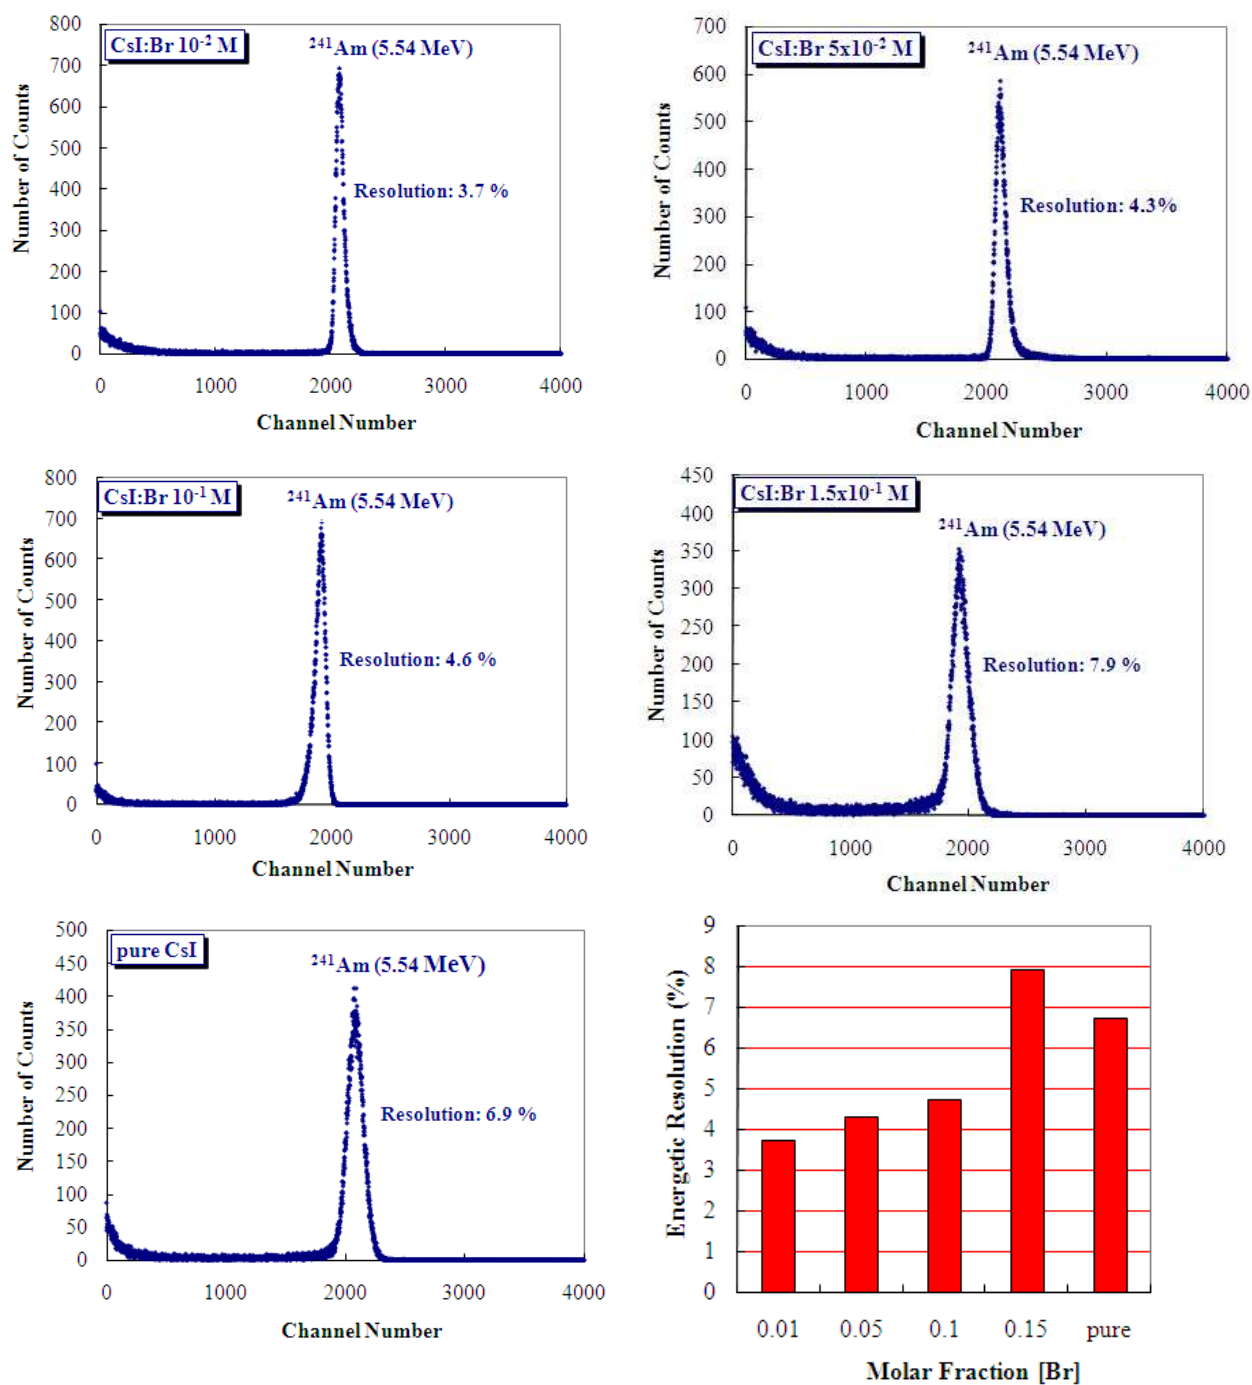 CsI:Br 10⁻² M
²⁴¹Am (5.54 MeV)
Resolution: 3.7 %
Number of Counts
800
700
600
500
400
300
200
100
0
0 1000 2000 3000 4000
Channel Number
CsI:Br 5x10⁻² M
²⁴¹Am (5.54 MeV)
Resolution: 4.3%
Number of Counts
700
600
500
400
300
200
100
0
0 1000 2000 3000 4000
Channel Number
CsI:Br 10⁻¹ M
²⁴¹Am (5.54 MeV)
Resolution: 4.6 %
Number of Counts
800
700
600
500
400
300
200
100
0
0 1000 2000 3000 4000
Channel Number
CsI:Br 1.5x10⁻¹ M
²⁴¹Am (5.54 MeV)
Resolution: 7.9 %
Number of Counts
450
400
350
300
250
200
150
100
50
0
0 1000 2000 3000 4000
Channel Number
pure CsI
²⁴¹Am (5.54 MeV)
Resolution: 6.9 %
Number of Counts
500
450
400
350
300
250
200
150
100
50
0
0 1000 2000 3000 4000
Channel Number
Energetic Resolution (%)
9
8
7
6
5
4
3
2
1
0
0.01 0.05 0.1 0.15 pure
Molar Fraction [Br]